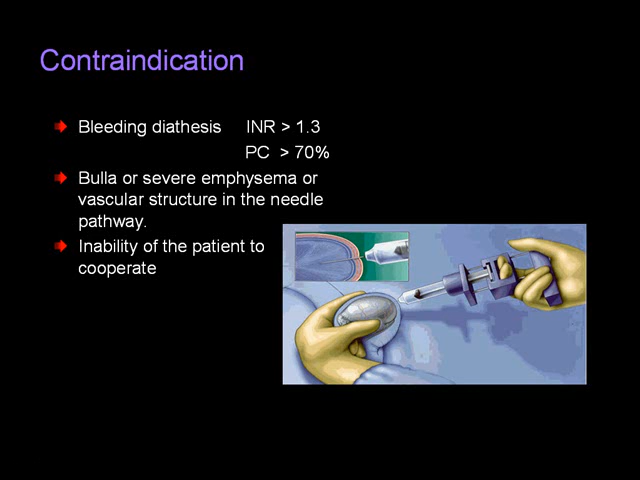 Contraindication
Bleeding diathesis INR > 1.3
PC > 70%
Bulla or severe emphysema or
vascular structure in the needle
pathway.
Inability of the patient to
cooperate